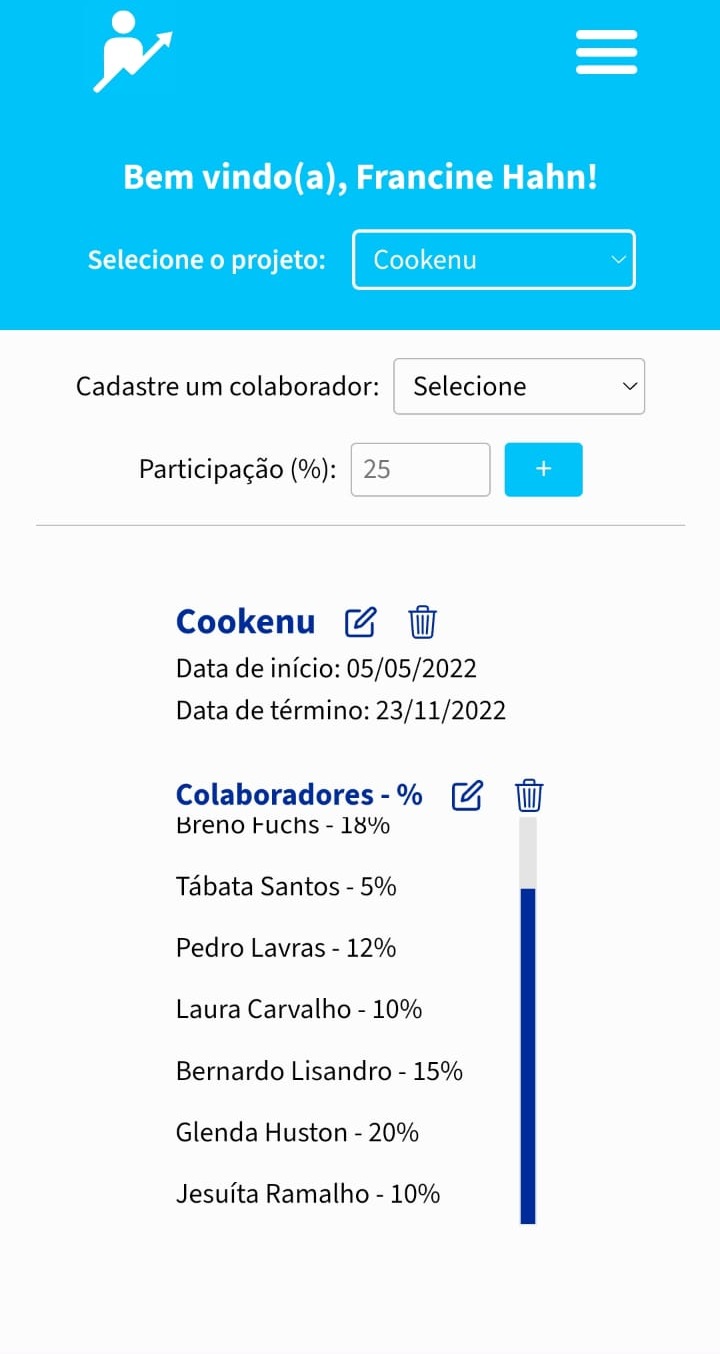 Bem vindo(a), Francine Hahn!
Selecione o projeto: Cookenu
Cadastre um colaborador: Selecione
Participação (%): 25 +
Cookenu
Data de início: 05/05/2022
Data de término: 23/11/2022
Colaboradores - %
Breno Fuchs - 18%
Tábata Santos - 5%
Pedro Lavras - 12%
Laura Carvalho - 10%
Bernardo Lisandro - 15%
Glenda Huston - 20%
Jesuíta Ramalho - 10%